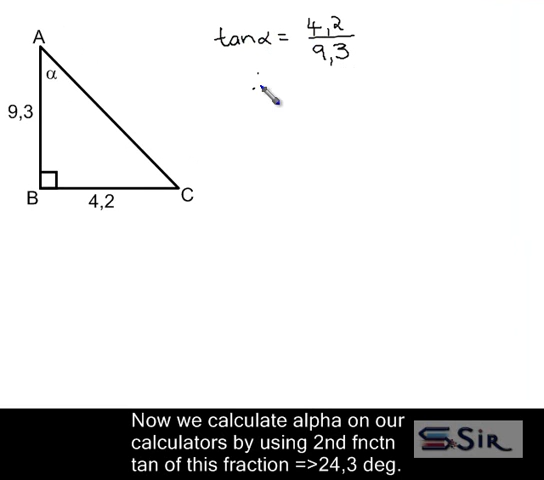 A
tanα = 4,2
9,3
α
9,3
∴
B
4,2
C
Now we calculate alpha on our
calculators by using 2nd fnctn
tan of this fraction =>24,3 deg.
SIR